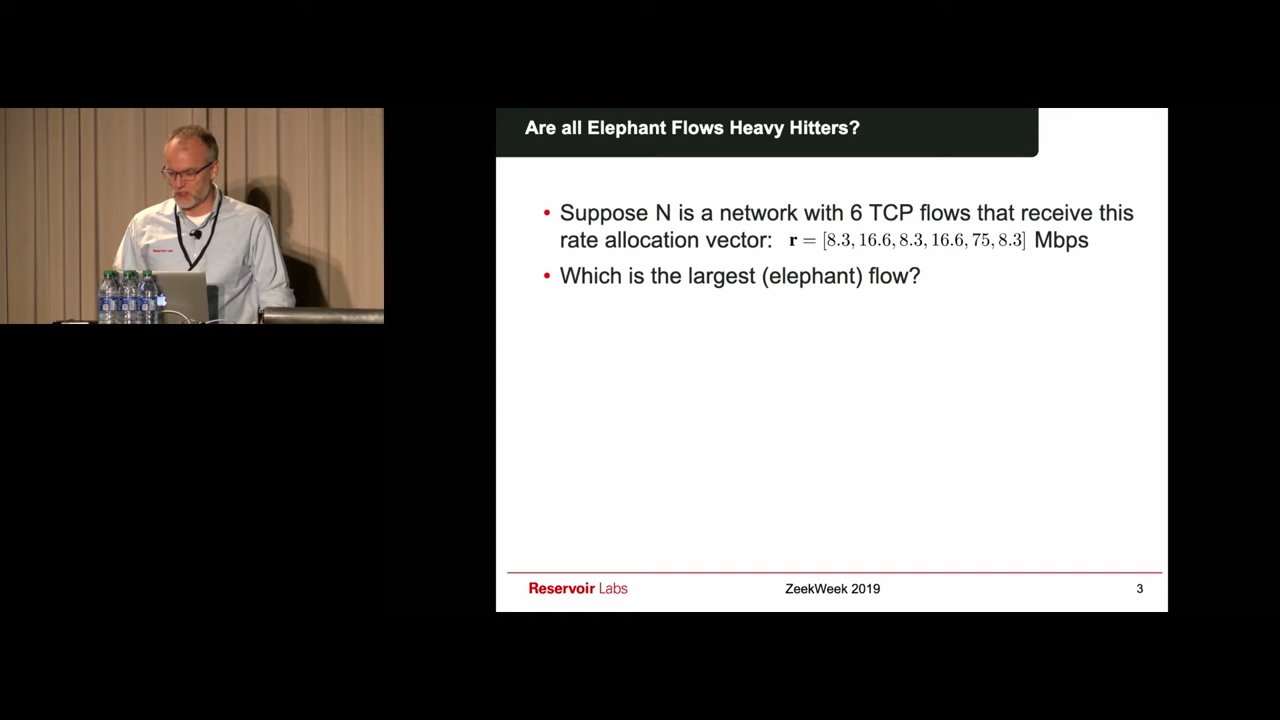 Are all Elephant Flows Heavy Hitters?
• Suppose N is a network with 6 TCP flows that receive this
rate allocation vector: r = [8.3, 16.6, 8.3, 16.6, 75, 8.3] Mbps
• Which is the largest (elephant) flow?
Reservoir Labs
ZeekWeek 2019
3
Reservoir Labs